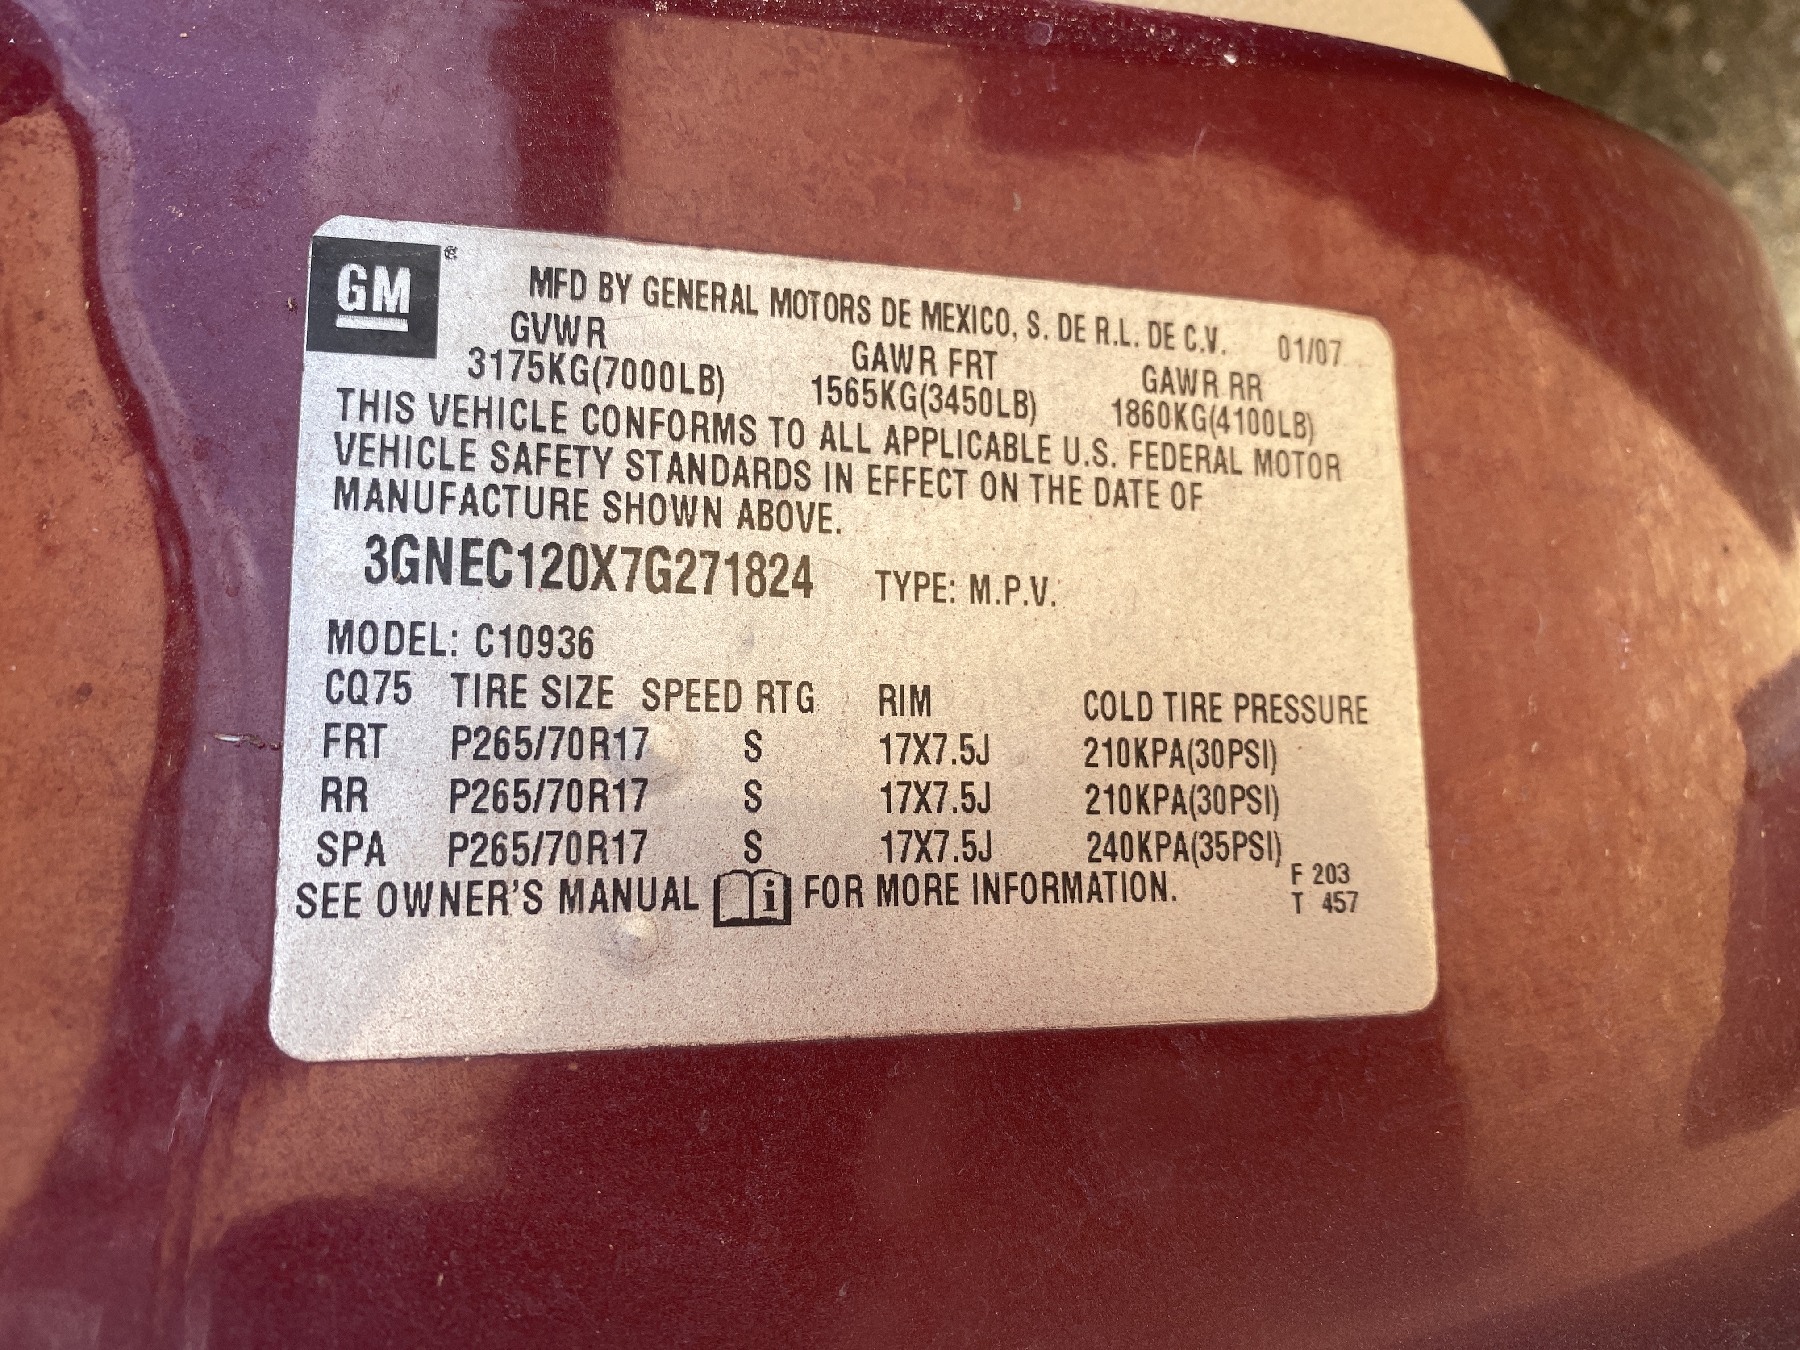 GM
MFD BY GENERAL MOTORS DE MEXICO, S. DE R.L. DE C.V. 01/07
GVWR GAWR FRT GAWR RR
3175KG(7000LB) 1565KG(3450LB) 1860KG(4100LB)
THIS VEHICLE CONFORMS TO ALL APPLICABLE U.S. FEDERAL MOTOR
VEHICLE SAFETY STANDARDS IN EFFECT ON THE DATE OF
MANUFACTURE SHOWN ABOVE.
3GNEC120X7G271824 TYPE: M.P.V.
MODEL: C10936
CQ75 TIRE SIZE SPEED RTG RIM COLD TIRE PRESSURE
FRT P265/70R17 S 17X7.5J 210KPA(30PSI)
RR P265/70R17 S 17X7.5J 210KPA(30PSI)
SPA P265/70R17 S 17X7.5J 240KPA(35PSI)
SEE OWNER'S MANUAL i FOR MORE INFORMATION.
F 203
T 457